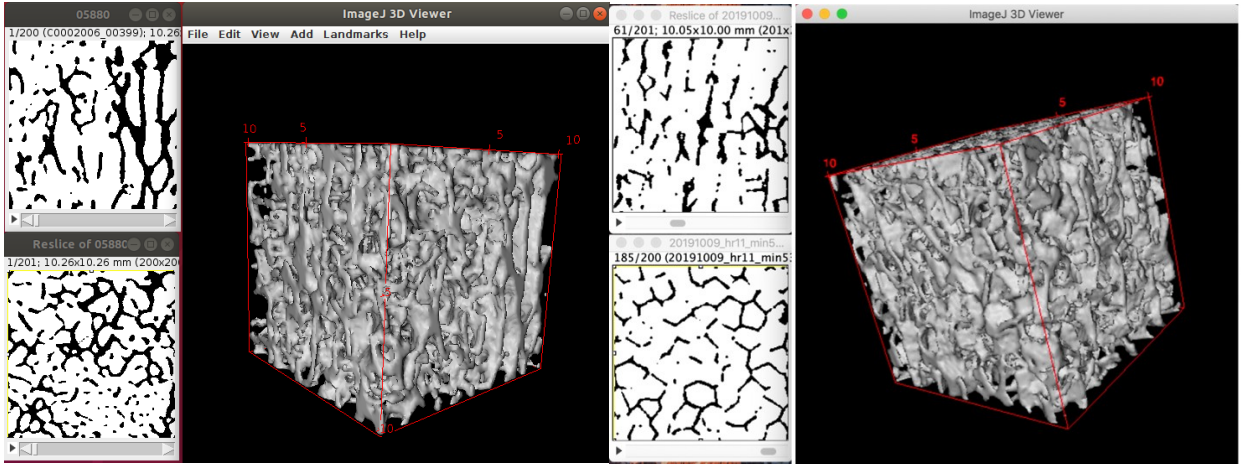 05880
1/200 (C0002006_00399); 10.26
Reslice of 05880
1/201; 10.26x10.26 mm (200x20
ImageJ 3D Viewer
File Edit View Add Landmarks Help
10 5 5 10
5
10
Reslice of 20191009...
61/201; 10.05x10.00 mm (201x
20191009_hr11_min5...
185/200 (20191009_hr11_min5
ImageJ 3D Viewer
10 5 5 10